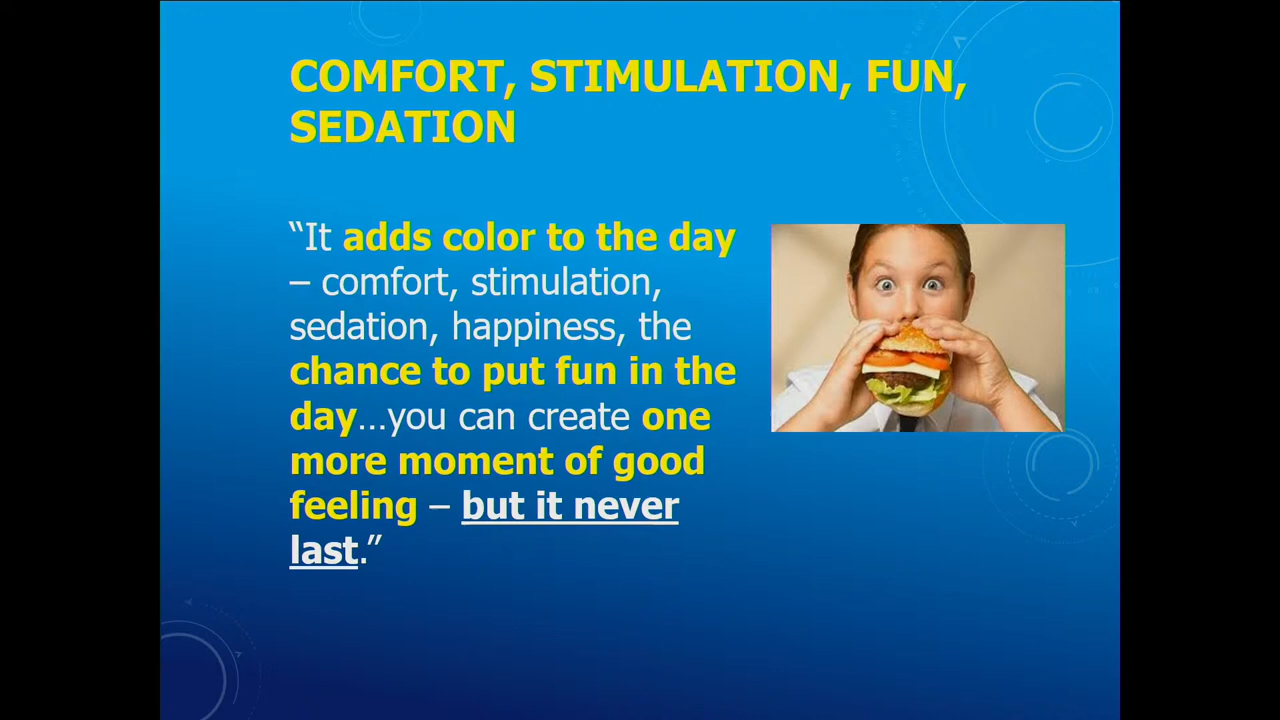 COMFORT, STIMULATION, FUN,
SEDATION
“It adds color to the day
– comfort, stimulation,
sedation, happiness, the
chance to put fun in the
day…you can create one
more moment of good
feeling – but it never
last.”